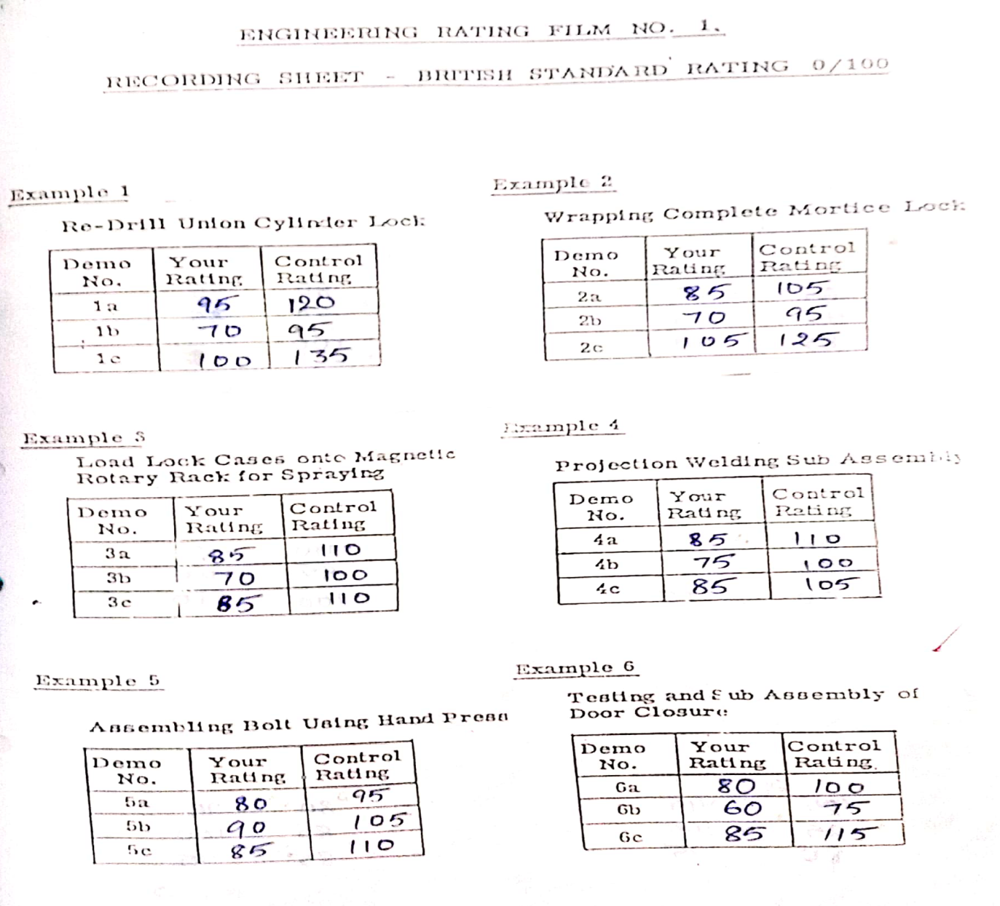 ENGINEERING RATING FILM NO. 1.
RECORDING SHEET - BRITISH STANDARD RATING 0/100
Example 1
Re-Drill Union Cylinder Lock
Demo No. Your Rating Control Rating
1a 95 120
1b 70 95
1c 100 135
Example 2
Wrapping Complete Mortice Lock
Demo No. Your Rating Control Rating
2a 85 105
2b 70 95
2c 105 125
Example 3
Load Lock Cases onto Magnetic
Rotary Rack for Spraying
Demo No. Your Rating Control Rating
3a 85 110
3b 70 100
3c 85 110
Example 4
Projection Welding Sub Assembly
Demo No. Your Rating Control Rating
4a 85 110
4b 75 100
4c 85 105
Example 5
Assembling Bolt Using Hand Press
Demo No. Your Rating Control Rating
5a 80 95
5b 90 105
5c 85 110
Example 6
Testing and Sub Assembly of
Door Closure
Demo No. Your Rating Control Rating
6a 80 100
6b 60 75
6c 85 115